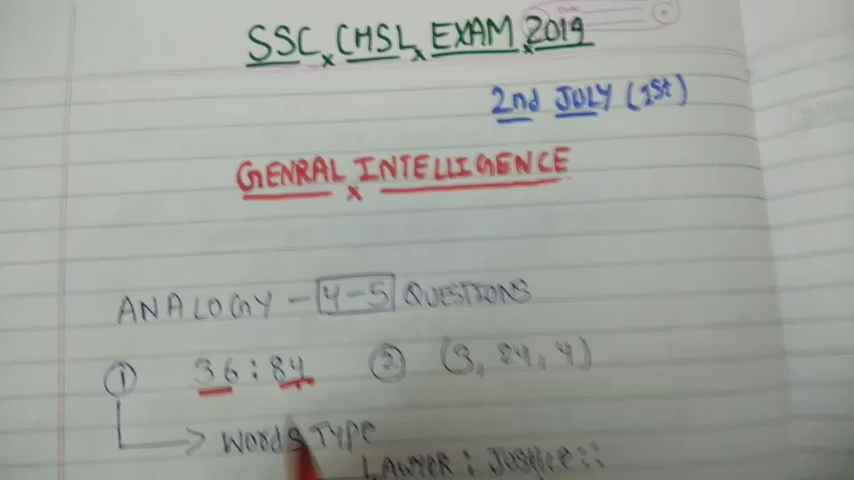 SSC x CHSL x EXAM x 2019
2nd JULY (1st)
GENRAL x INTELLIGENCE
ANALOGY - 4-5 QUESTIONS
① 36:84 ② (3, 24, 4)
WORDS TYPE
LAWYER : Justice ::